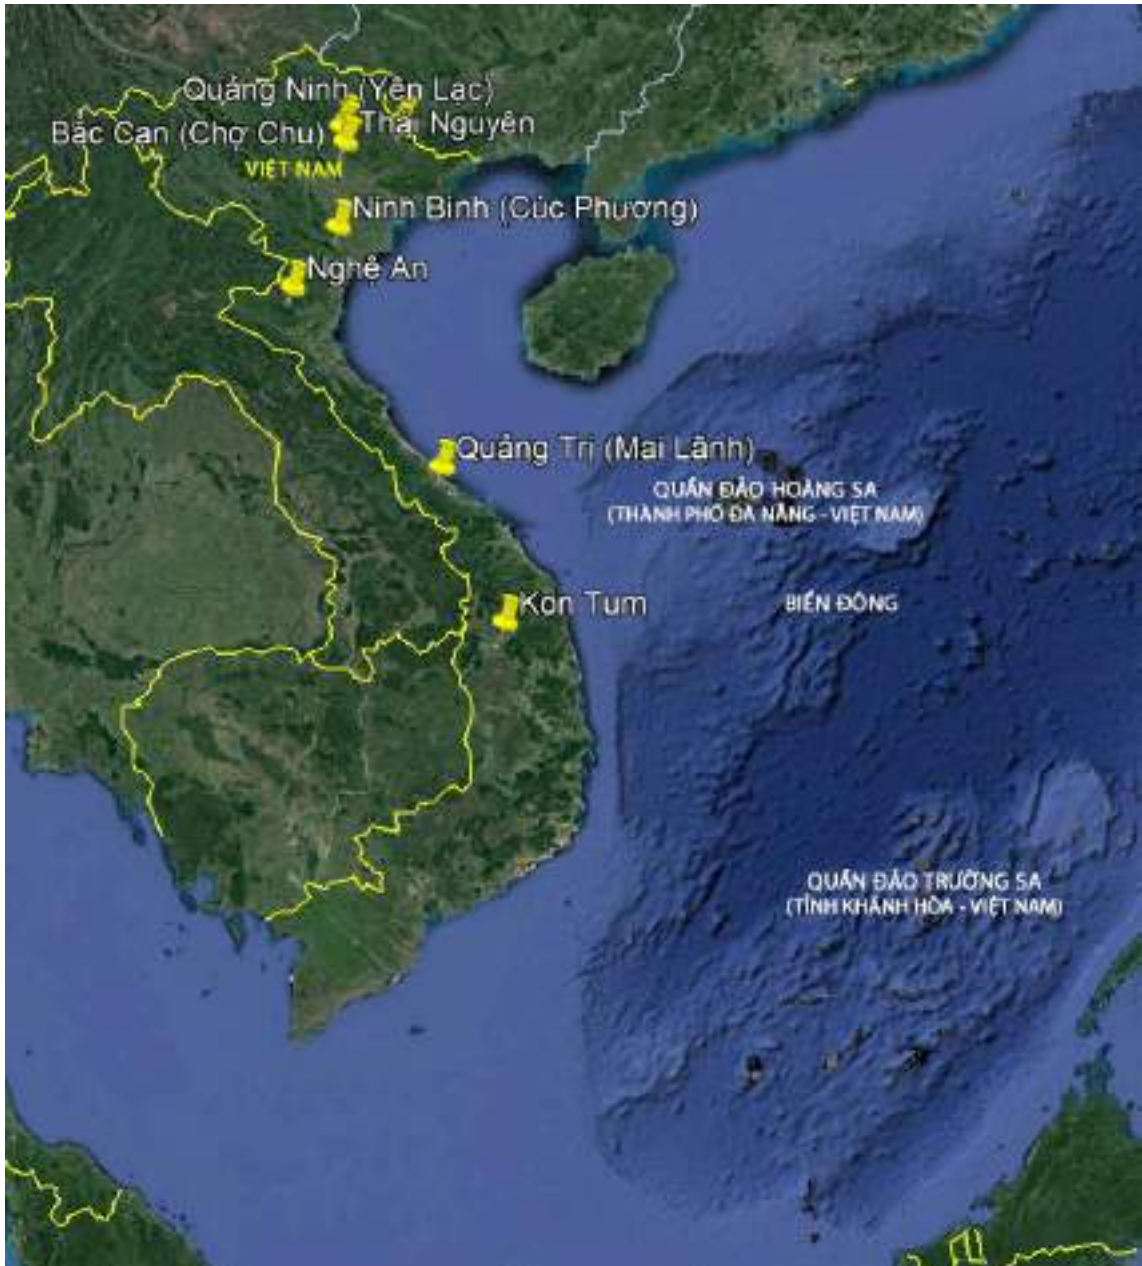 Quảng Ninh (Yên Lạc)
Thái Nguyên
Bắc Cạn (Chợ Chu)
VIỆT NAM
Ninh Bình (Cúc Phương)
Nghệ An
Quảng Trị (Mai Lãnh)
QUẦN ĐẢO HOÀNG SA
(THÀNH PHỐ ĐÀ NẴNG - VIỆT NAM)
Kon Tum
BIỂN ĐÔNG
QUẦN ĐẢO TRƯỜNG SA
(TỈNH KHÁNH HÒA - VIỆT NAM)